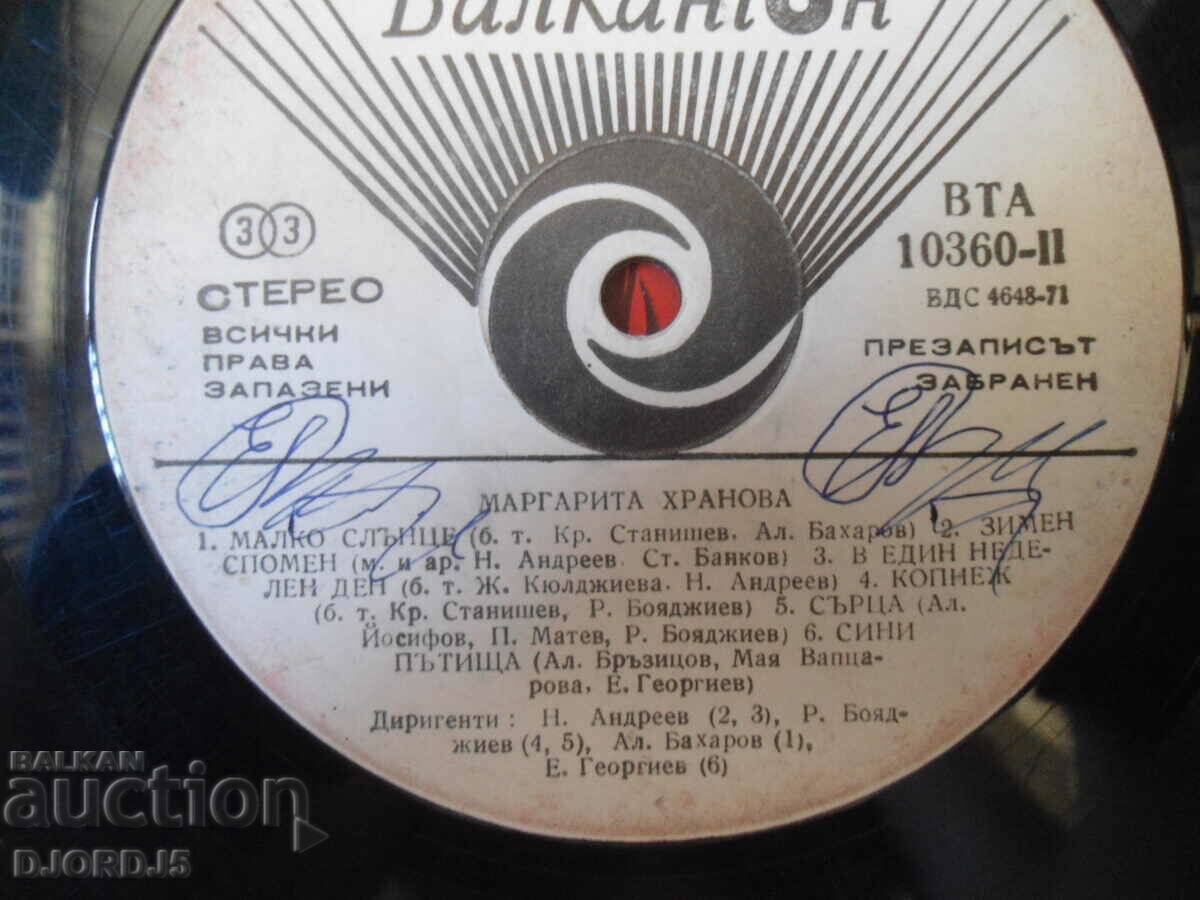 Балкантон
33
СТЕРЕО
ВСИЧКИ
ПРАВА
ЗАПАЗЕНИ
ВТА
10360-II
ВДС 4648-71
ПРЕЗАПИСЪТ
ЗАБРАНЕН
МАРГАРИТА ХРАНОВА
1. МАЛКО СЛЪНЦЕ (б. т. Кр. Станишев, Ал. Бахаров) 2. ЗИМЕН
СПОМЕН (м. и ар. Н. Андреев Ст. Банков) 3. В ЕДИН НЕДЕ-
ЛЕН ДЕН (б. т. Ж. Кюлджиева, Н. Андреев) 4. КОПНЕЖ
(б. т. Кр. Станишев, Р. Бояджиев) 5. СЪРЦА (Ал.
Йосифов, П. Матев, Р. Бояджиев) 6. СИНИ
ПЪТИЩА (Ал. Бръзицов, Мая Вапца-
рова, Е. Георгиев)
Диригенти : Н. Андреев (2, 3), Р. Бояд-
жиев (4, 5), Ал. Бахаров (1),
Е. Георгиев (6)
BALKAN
auction
DJORDJ5